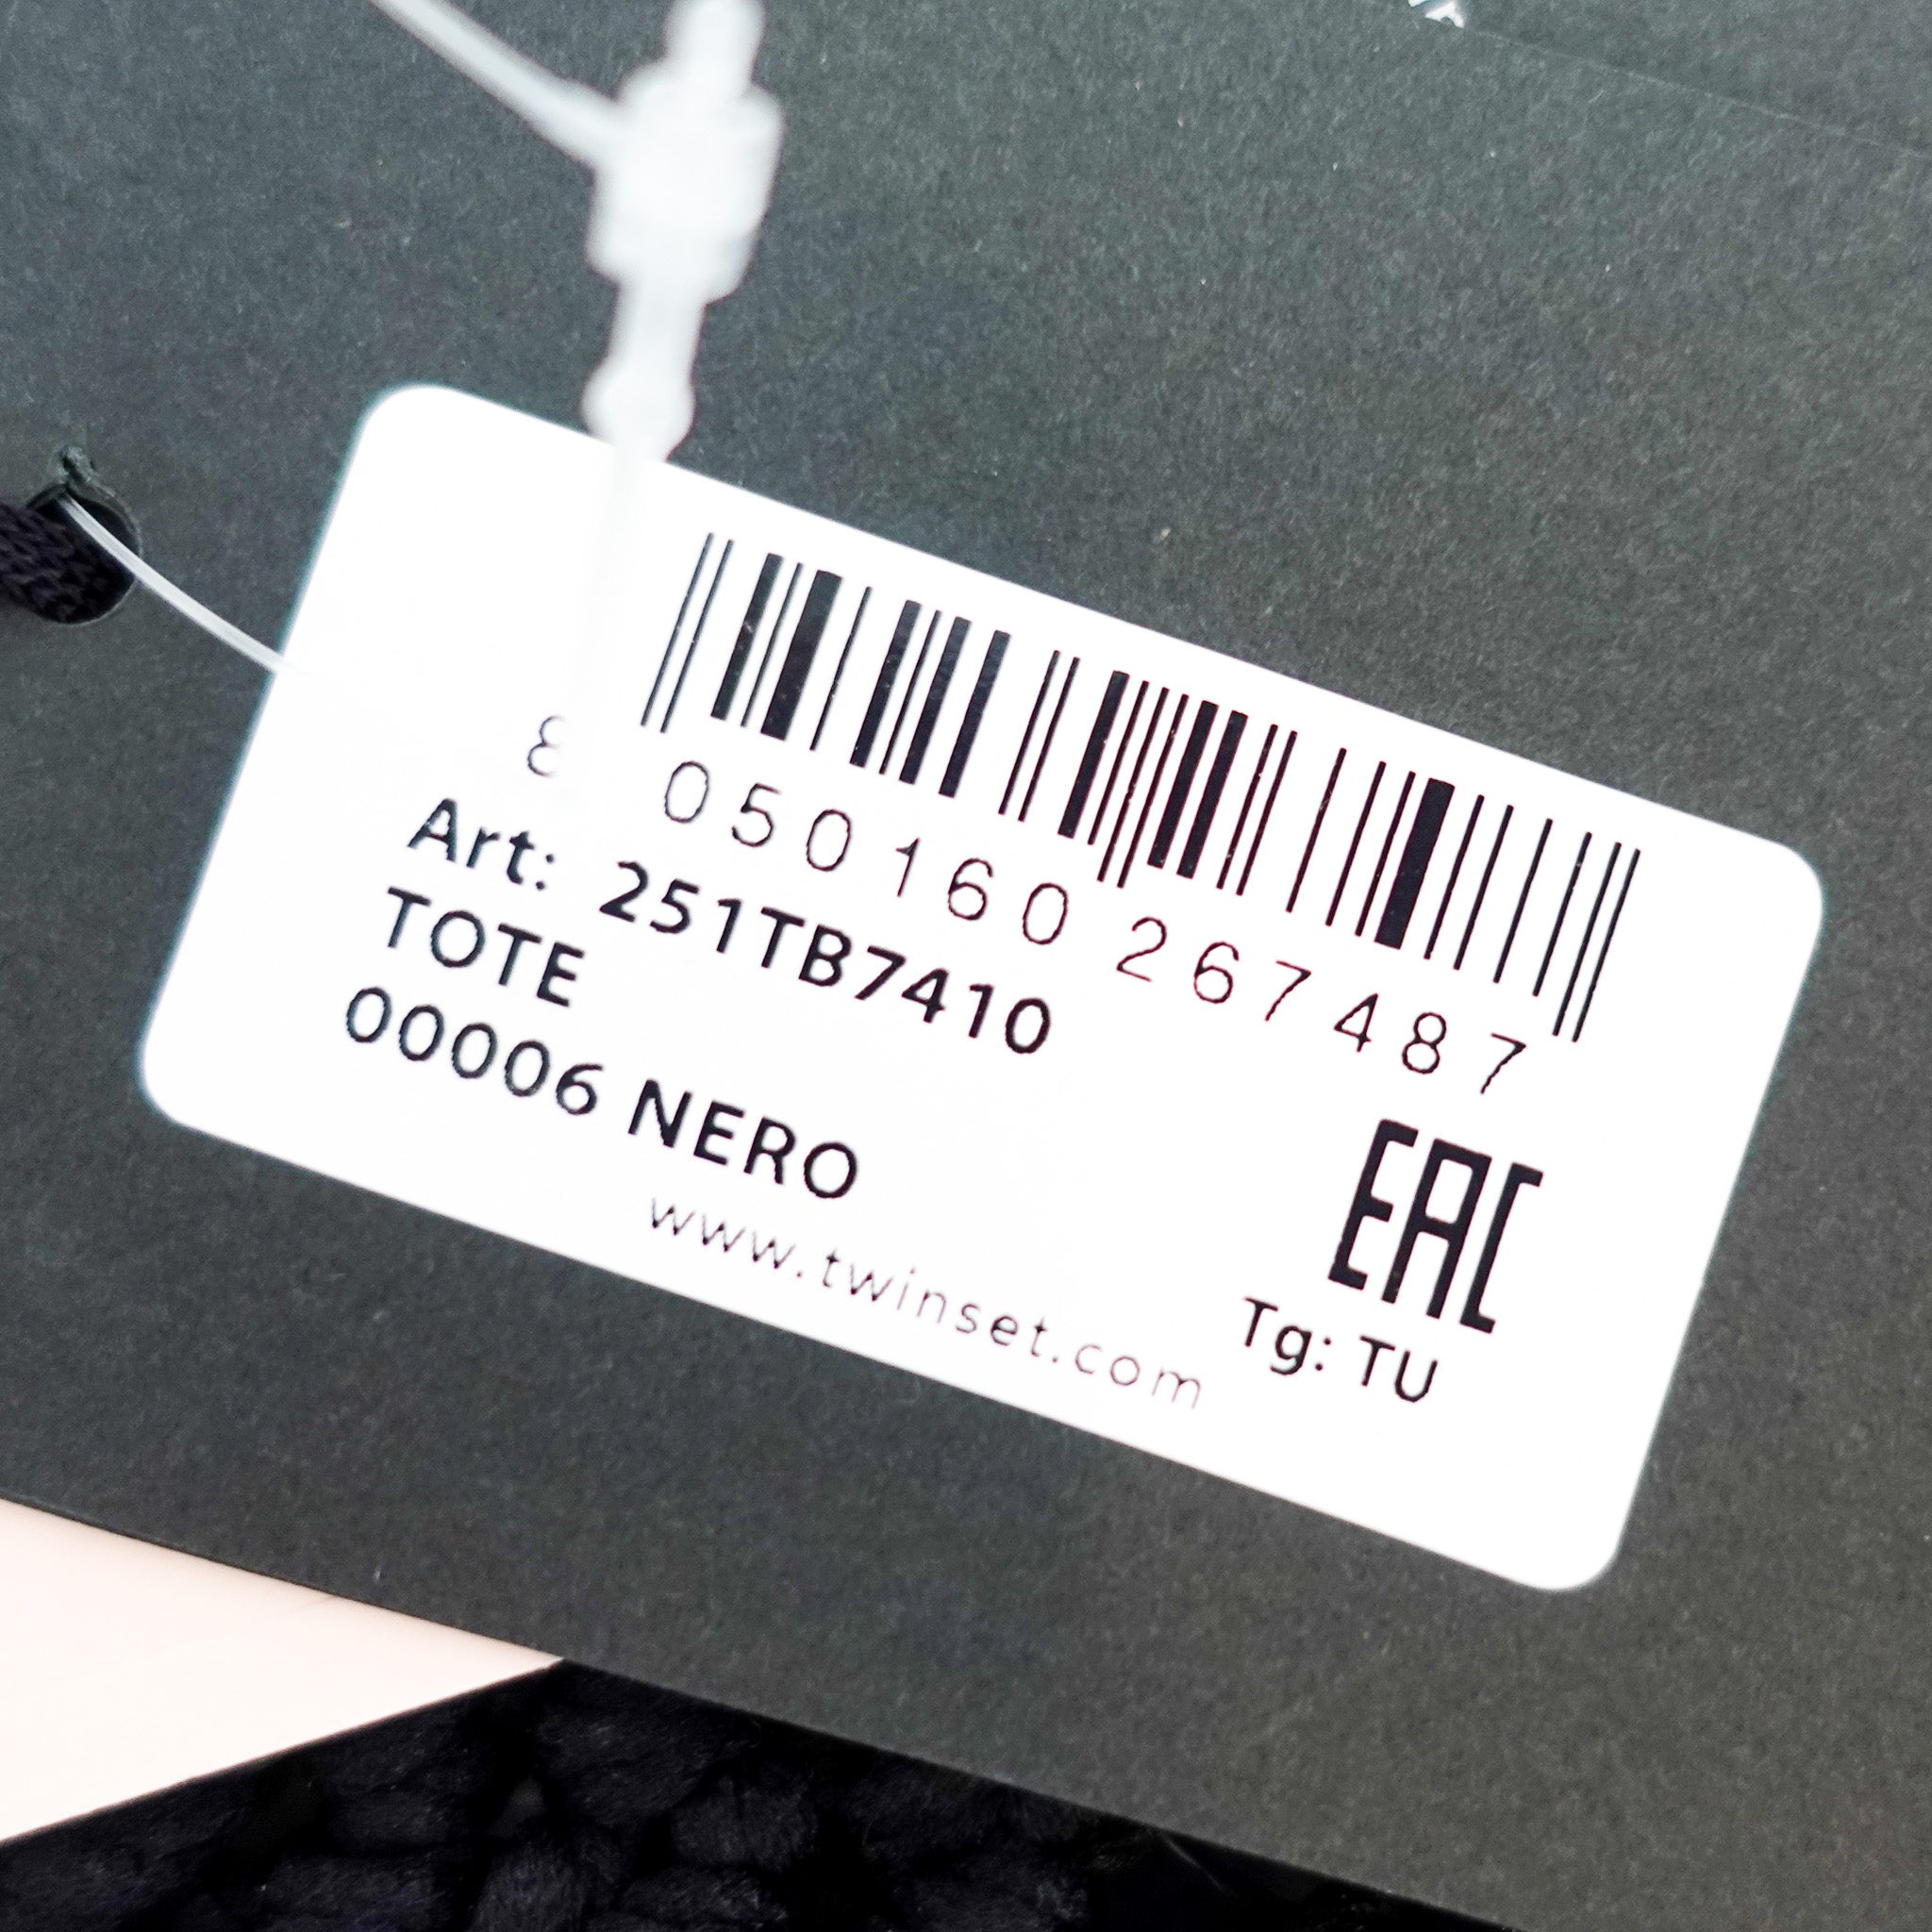 8 050160 267487
Art: 251TB7410
TOTE
00006 NERO
EAC
Tg: TU
www.twinset.com